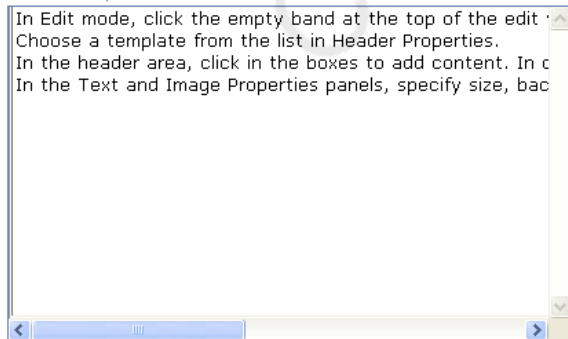 In Edit mode, click the empty band at the top of the edit
Choose a template from the list in Header Properties.
In the header area, click in the boxes to add content. In
In the Text and Image Properties panels, specify size,